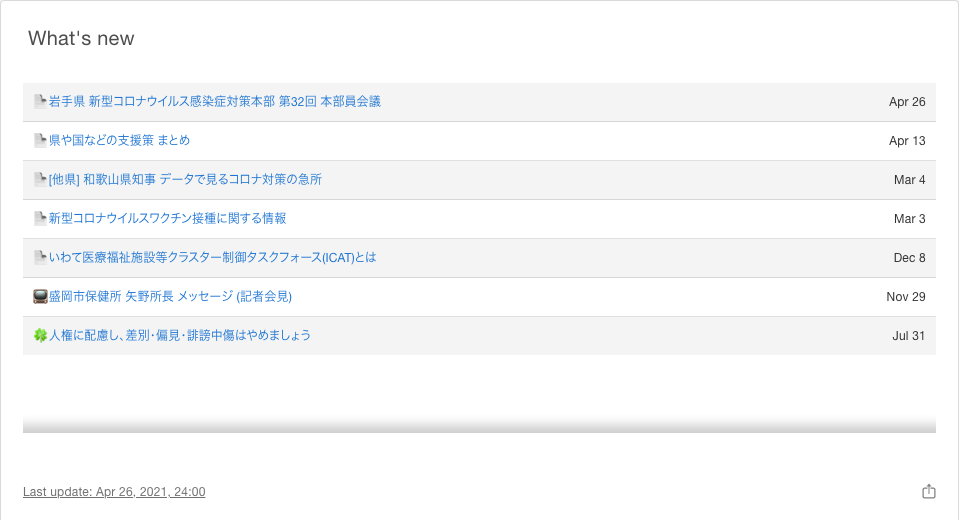 What's new
岩手県 新型コロナウイルス感染症対策本部 第32回 本部員会議 Apr 26
県や国などの支援策 まとめ Apr 13
[他県] 和歌山県知事 データで見るコロナ対策の急所 Mar 4
新型コロナウイルスワクチン接種に関する情報 Mar 3
いわて医療福祉施設等クラスター制御タスクフォース(ICAT)とは Dec 8
盛岡市保健所 矢野所長 メッセージ (記者会見) Nov 29
人権に配慮し、差別・偏見・誹謗中傷はやめましょう Jul 31
Last update: Apr 26, 2021, 24:00